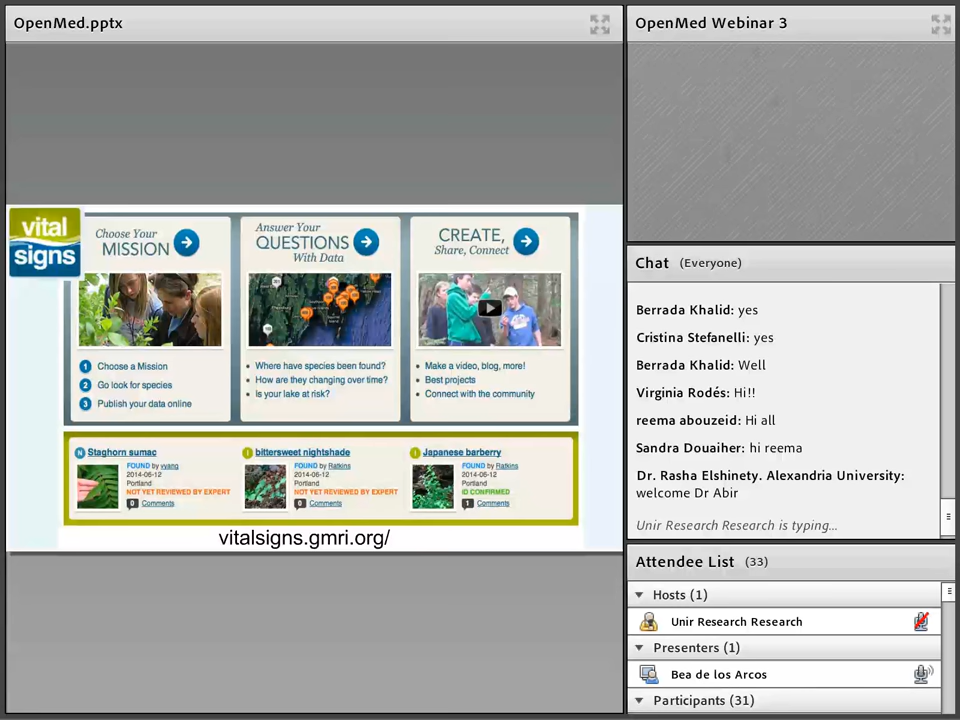 OpenMed.pptx
vital
signs
Choose Your
MISSION
1 Choose a Mission
2 Go look for species
3 Publish your data online
Answer Your
QUESTIONS
With Data
• Where have species been found?
• How are they changing over time?
• Is your lake at risk?
CREATE,
Share, Connect
• Make a video, blog, more!
• Best projects
• Connect with the community
N Staghorn sumac
FOUND by vvang
2014-06-12
Portland
NOT YET REVIEWED BY EXPERT
0 Comments
I bittersweet nightshade
FOUND by Ratkins
2014-06-12
Portland
NOT YET REVIEWED BY EXPERT
0 Comments
I Japanese barberry
FOUND by Ratkins
2014-06-12
Portland
ID CONFIRMED
1 Comments
vitalsigns.gmri.org/
OpenMed Webinar 3
Chat (Everyone)
Berrada Khalid: yes
Cristina Stefanelli: yes
Berrada Khalid: Well
Virginia Rodés: Hi!!
reema abouzeid: Hi all
Sandra Douaiher: hi reema
Dr. Rasha Elshinety. Alexandria University:
welcome Dr Abir
Unir Research Research is typing...
Attendee List (33)
Hosts (1)
Unir Research Research
Presenters (1)
Bea de los Arcos
Participants (31)